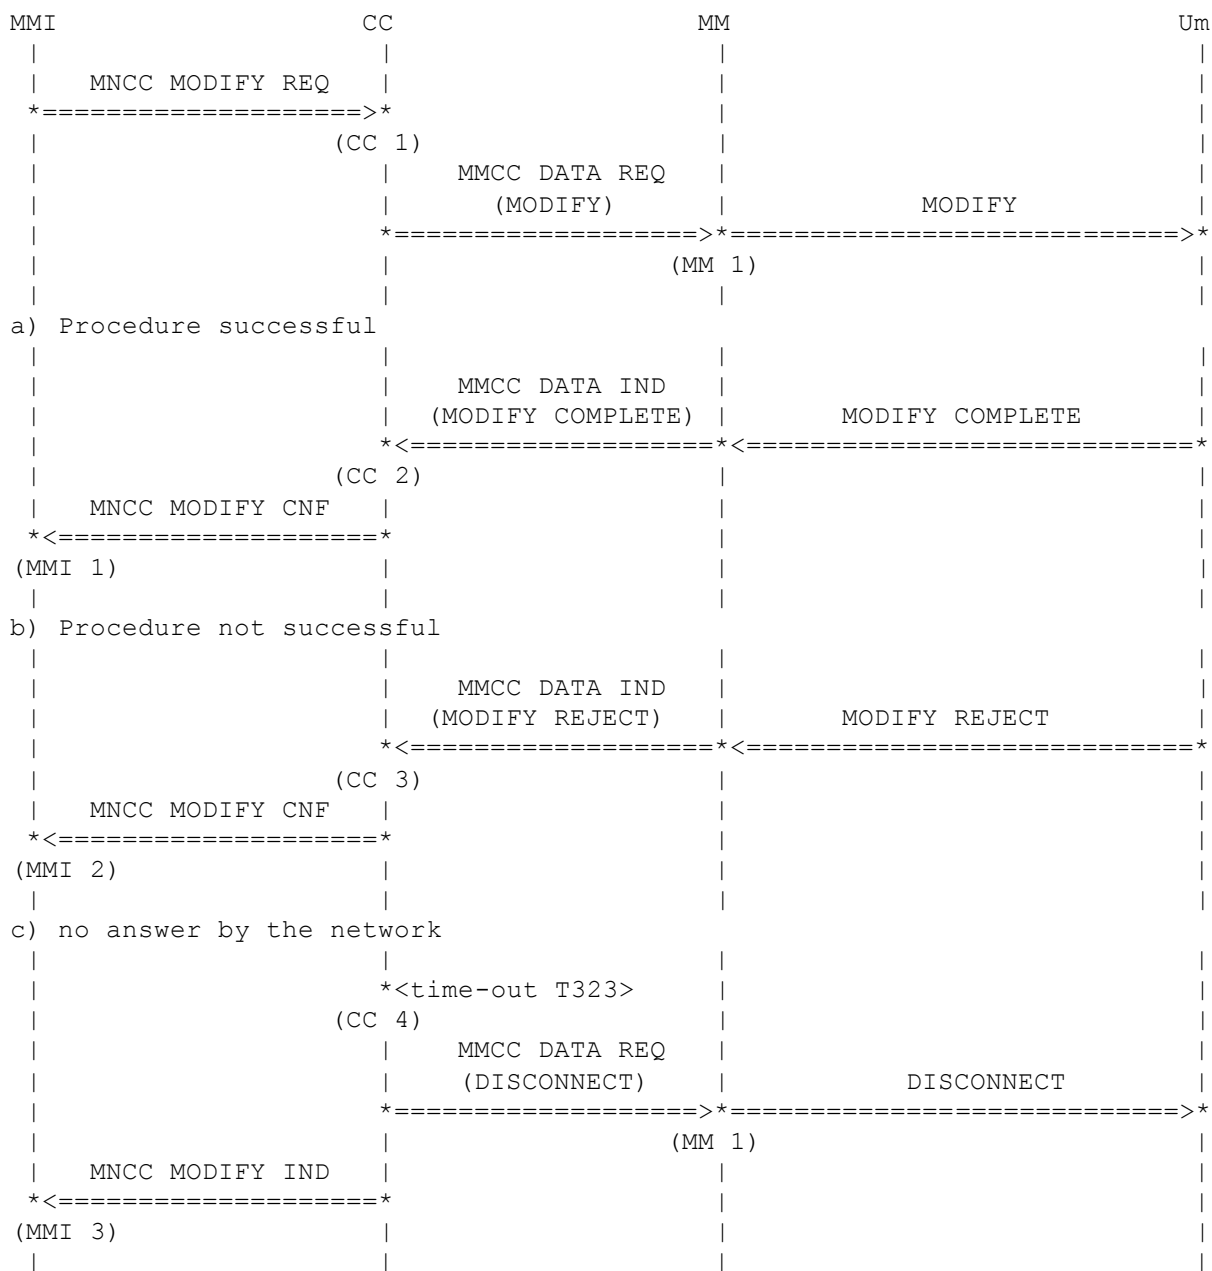 MMI CC MM Um
MNCC MODIFY REQ
(CC 1)
MMCC DATA REQ
(MODIFY) MODIFY
(MM 1)
a) Procedure successful
MMCC DATA IND
(MODIFY COMPLETE) MODIFY COMPLETE
(CC 2)
MNCC MODIFY CNF
(MMI 1)
b) Procedure not successful
MMCC DATA IND
(MODIFY REJECT) MODIFY REJECT
(CC 3)
MNCC MODIFY CNF
(MMI 2)
c) no answer by the network
*<time-out T323>
(CC 4)
MMCC DATA REQ
(DISCONNECT) DISCONNECT
(MM 1)
MNCC MODIFY IND
(MMI 3)